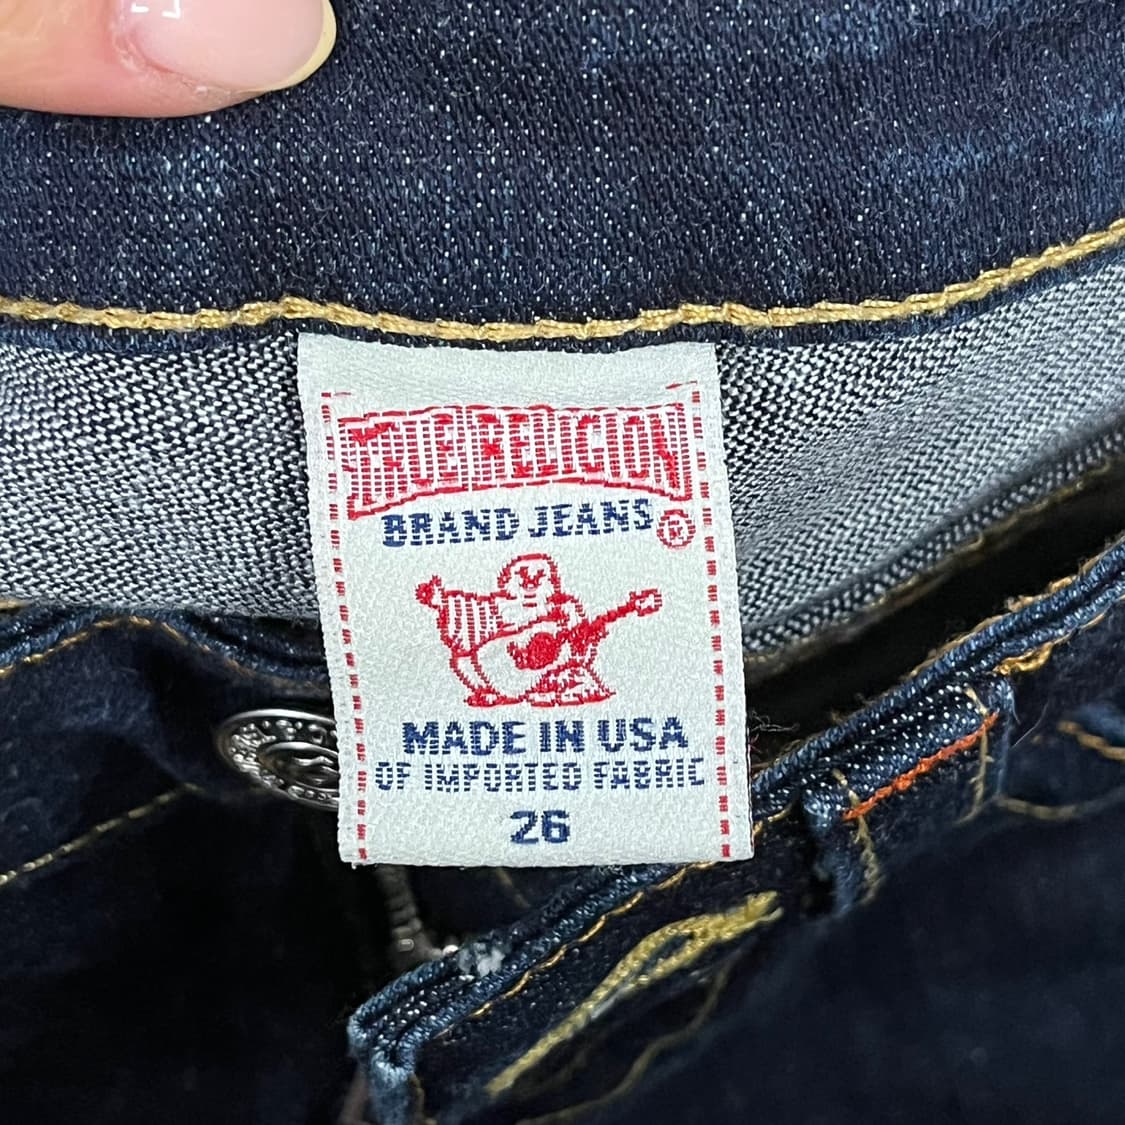 TRUE RELIGION
BRAND JEANS®
MADE IN USA
OF IMPORTED FABRIC
26